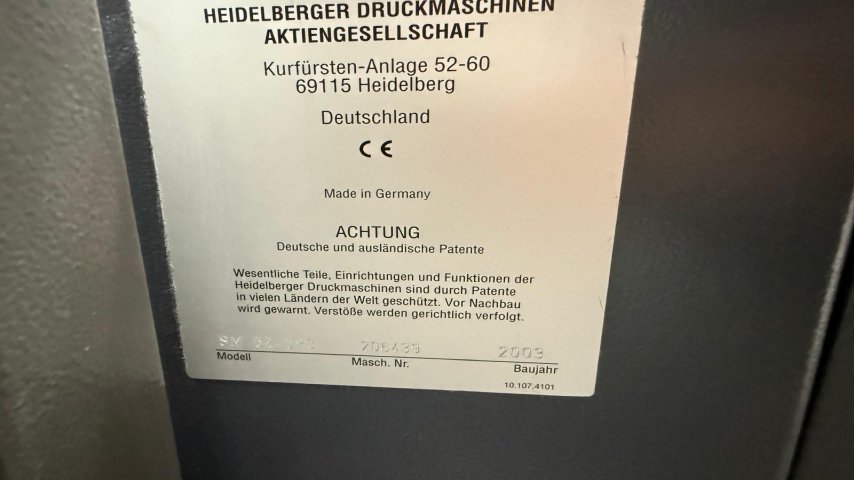 HEIDELBERGER DRUCKMASCHINEN
AKTIENGESELLSCHAFT
Kurfürsten-Anlage 52-60
69115 Heidelberg
Deutschland
CE
Made in Germany
ACHTUNG
Deutsche und ausländische Patente
Wesentliche Teile, Einrichtungen und Funktionen der
Heidelberger Druckmaschinen sind durch Patente
in vielen Ländern der Welt geschützt. Vor Nachbau
wird gewarnt. Verstöße werden gerichtlich verfolgt.
SM 2003
Modell Masch. Nr. Baujahr
10.107.4101